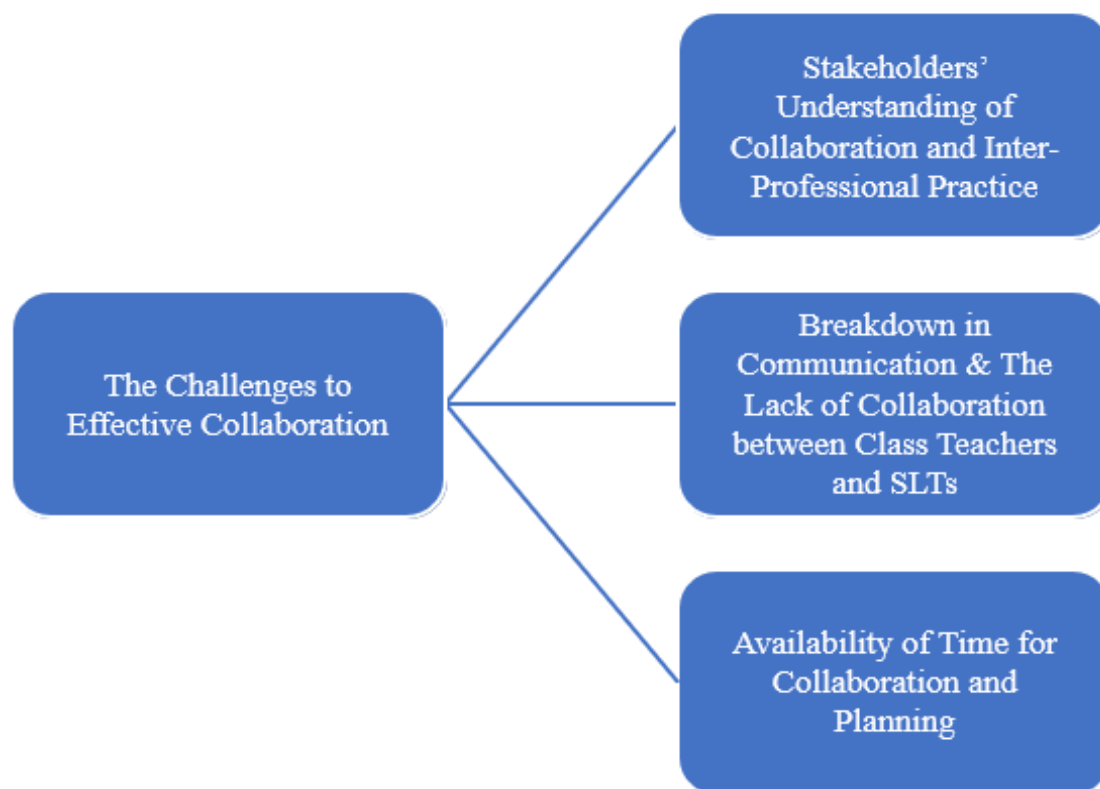 Stakeholders’
Understanding of
Collaboration and Inter-
Professional Practice
The Challenges to
Effective Collaboration
Breakdown in
Communication & The
Lack of Collaboration
between Class Teachers
and SLTs
Availability of Time for
Collaboration and
Planning